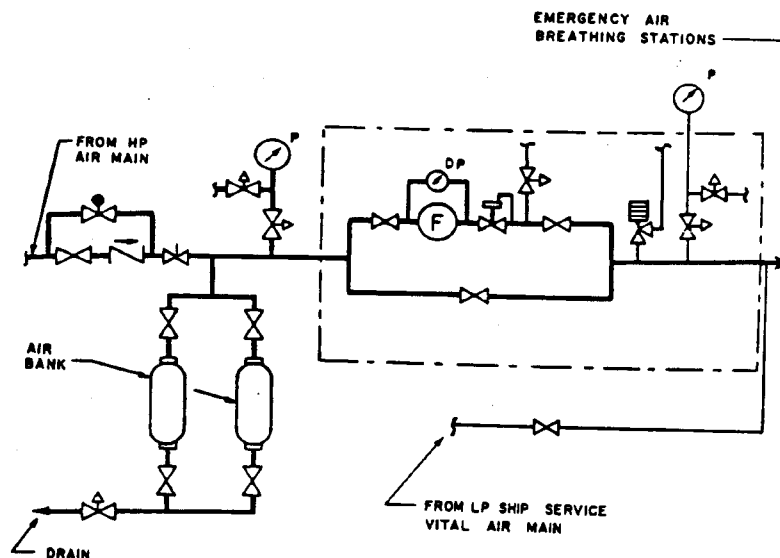 EMERGENCY AIR
BREATHING STATIONS
P
FROM HP
AIR MAIN
P
DP
F
AIR
BANK
FROM LP SHIP SERVICE
VITAL AIR MAIN
DRAIN